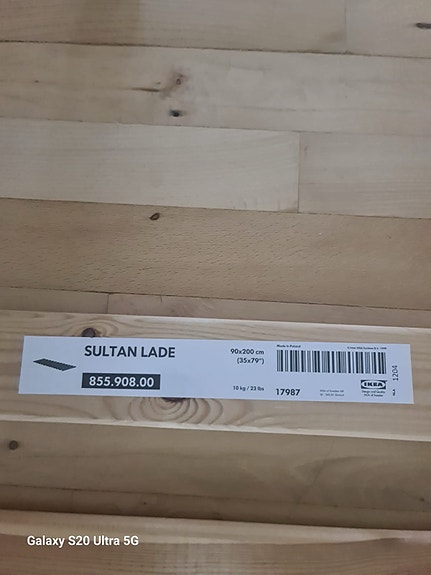 SULTAN LADE
855.908.00
90x200 cm
(35x79")
10 kg / 23 lbs
Made in Poland
17987
IKEA
1204
Galaxy S20 Ultra 5G